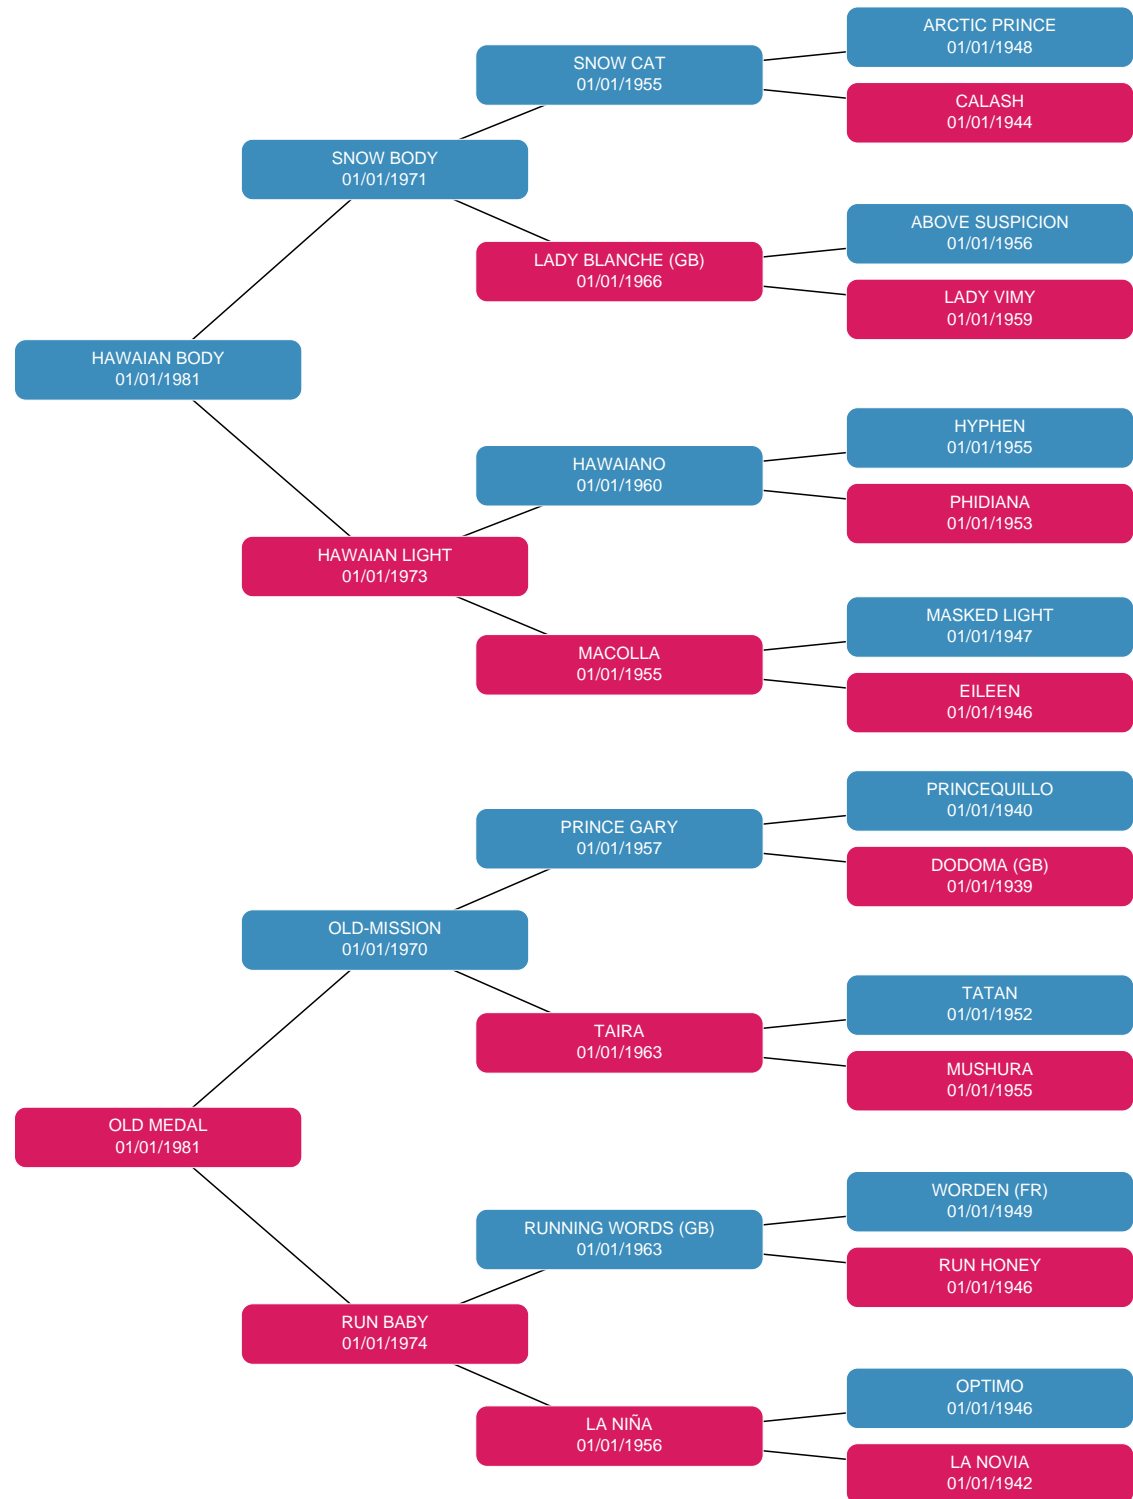 ARCTIC PRINCE
01/01/1948
SNOW CAT
01/01/1955
CALASH
01/01/1944
SNOW BODY
01/01/1971
ABOVE SUSPICION
01/01/1956
LADY BLANCHE (GB)
01/01/1966
LADY VIMY
01/01/1959
HAWAIAN BODY
01/01/1981
HYPHEN
01/01/1955
HAWAIANO
01/01/1960
PHIDIANA
01/01/1953
HAWAIAN LIGHT
01/01/1973
MASKED LIGHT
01/01/1947
MACOLLA
01/01/1955
EILEEN
01/01/1946
PRINCEQUILLO
01/01/1940
PRINCE GARY
01/01/1957
DODOMA (GB)
01/01/1939
OLD-MISSION
01/01/1970
TATAN
01/01/1952
TAIRA
01/01/1963
MUSHURA
01/01/1955
OLD MEDAL
01/01/1981
WORDEN (FR)
01/01/1949
RUNNING WORDS (GB)
01/01/1963
RUN HONEY
01/01/1946
RUN BABY
01/01/1974
OPTIMO
01/01/1946
LA NIÑA
01/01/1956
LA NOVIA
01/01/1942